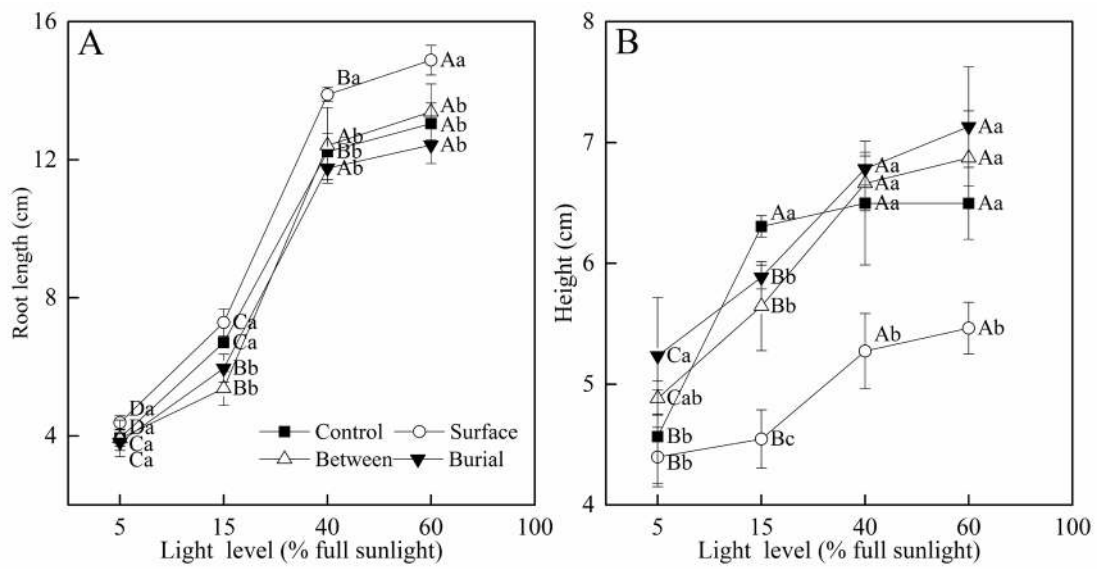 A
16
12
8
4
Root length (cm)
Da
Da
Ca
Ca
Ca
Ca
Bb
Bb
Ba
Ab
Bb
Ab
Aa
Ab
Ab
Ab
Control
Surface
Between
Burial
5
15
40
60
100
Light level (% full sunlight)
B
8
7
6
5
4
Height (cm)
Ca
Cab
Bb
Bb
Aa
Bb
Bb
Bc
Aa
Aa
Aa
Ab
Aa
Aa
Aa
Ab
5
15
40
60
100
Light level (% full sunlight)